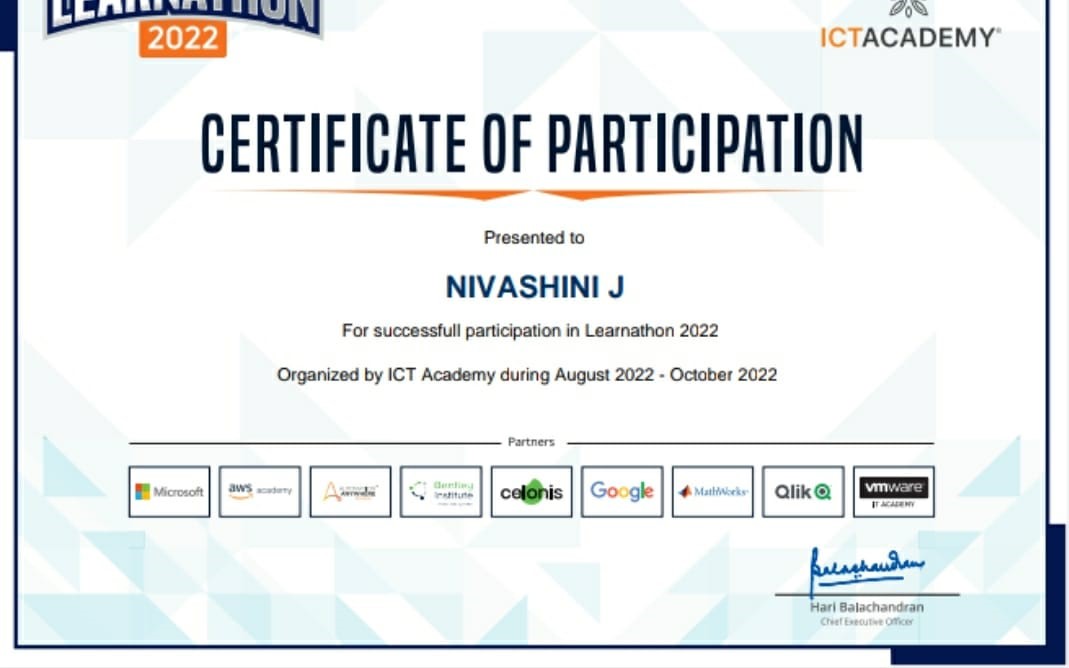 LEARNATHON
2022
ICTACADEMY®
CERTIFICATE OF PARTICIPATION
Presented to
NIVASHINI J
For successfull participation in Learnathon 2022
Organized by ICT Academy during August 2022 - October 2022
Partners
Microsoft
aws academy
AUTOMATION ANYWHERE
Bentley Institute
celonis
Google
MathWorks
Qlik
vmware
IT ACADEMY
Balachandran
Hari Balachandran
Chief Executive Officer